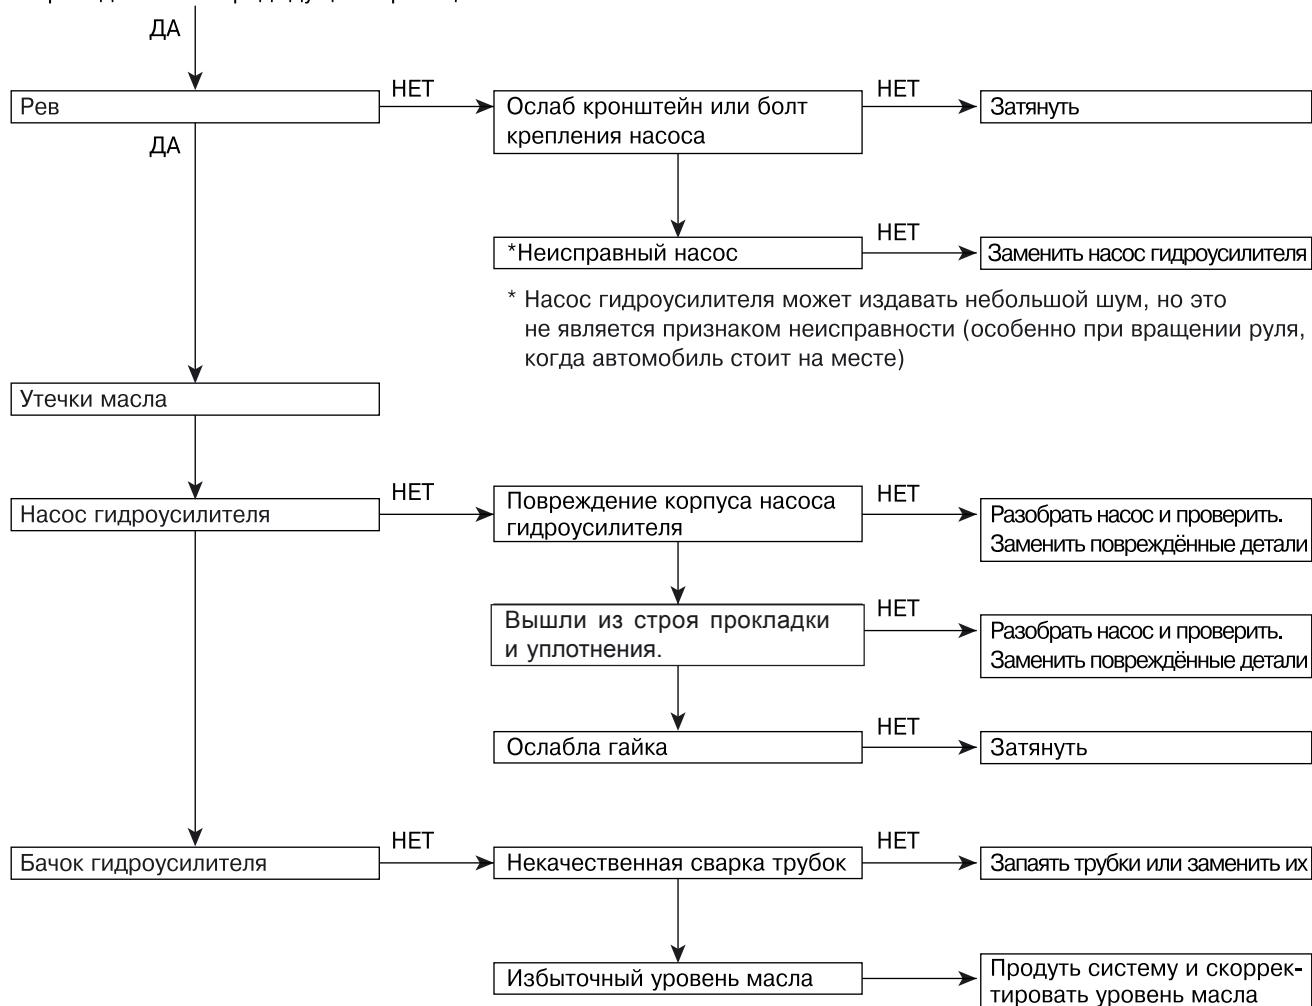 ДА
Рев
НЕТ
Ослаб кронштейн или болт
крепления насоса
НЕТ
Затянуть
ДА
*Неисправный насос
НЕТ
Заменить насос гидроусилителя
* Насос гидроусилителя может издавать небольшой шум, но это
не является признаком неисправности (особенно при вращении руля,
когда автомобиль стоит на месте)
Утечки масла
Насос гидроусилителя
НЕТ
Повреждение корпуса насоса
гидроусилителя
НЕТ
Разобрать насос и проверить.
Заменить повреждённые детали
Вышли из строя прокладки
и уплотнения.
НЕТ
Разобрать насос и проверить.
Заменить повреждённые детали
Ослабла гайка
НЕТ
Затянуть
Бачок гидроусилителя
НЕТ
Некачественная сварка трубок
НЕТ
Запаять трубки или заменить их
Избыточный уровень масла
Продуть систему и скоррек-
тировать уровень масла